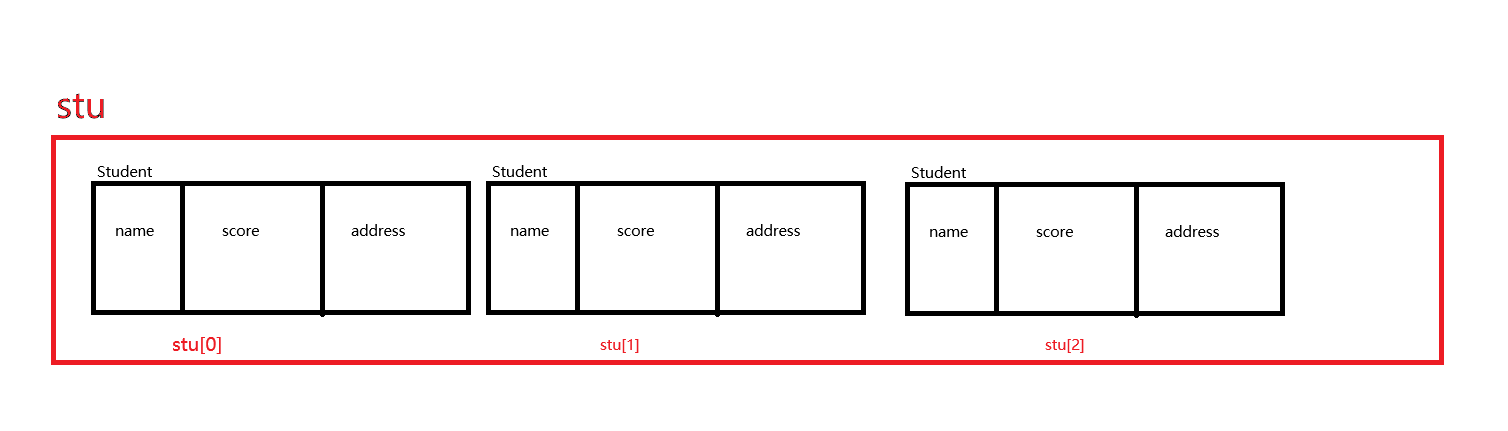 stu
Student Student Student
name score address name score address name score address
stu[0] stu[1] stu[2]